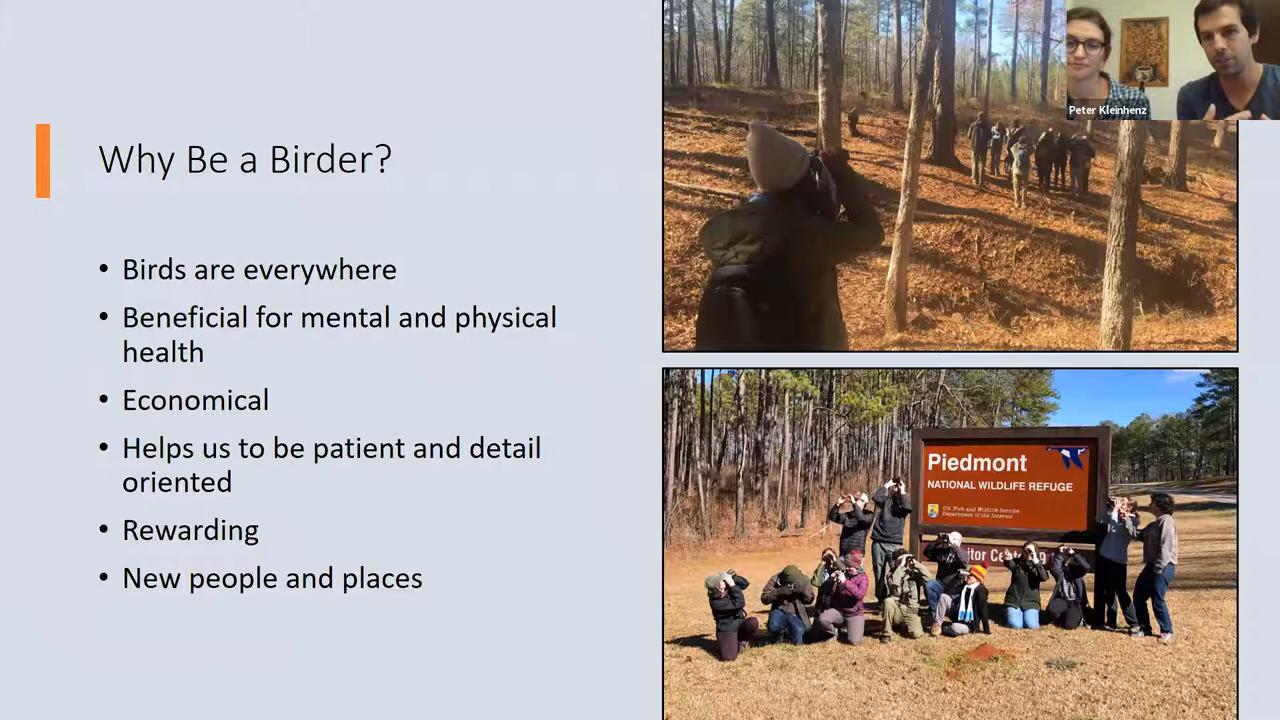 Why Be a Birder?
• Birds are everywhere
• Beneficial for mental and physical
health
• Economical
• Helps us to be patient and detail
oriented
• Rewarding
• New people and places
Peter Kleinhenz
Piedmont
NATIONAL WILDLIFE REFUGE
U.S. Fish and Wildlife Service
Department of the Interior